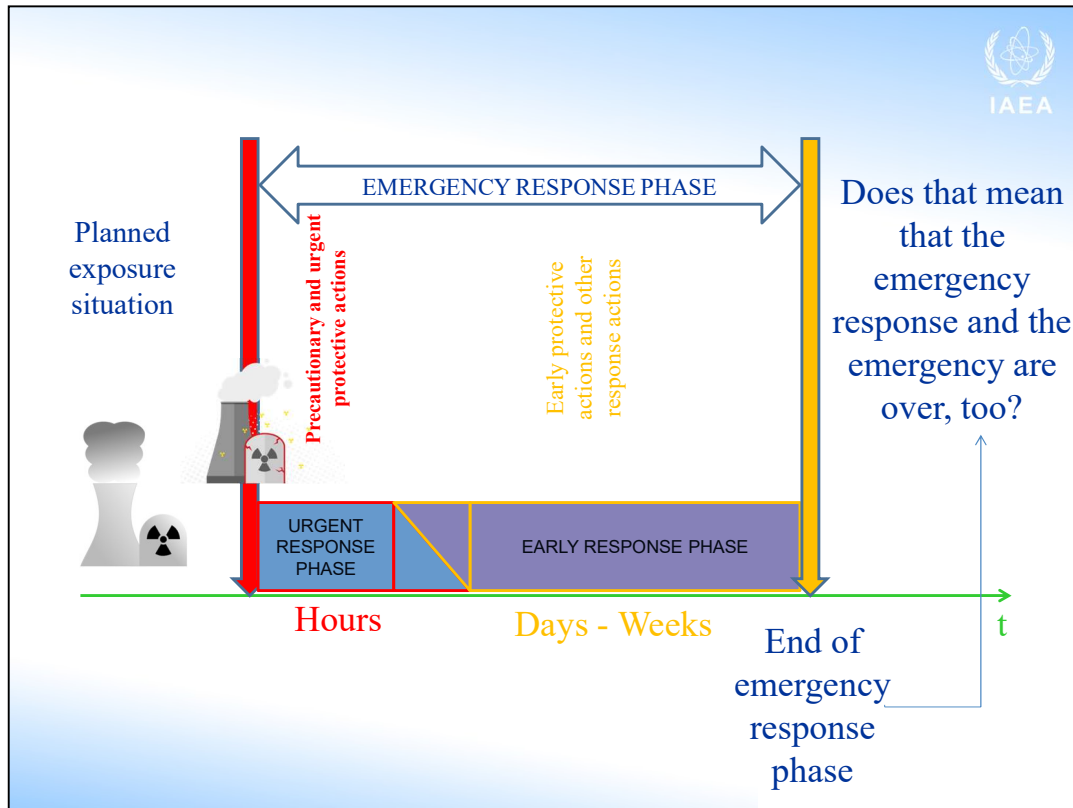 IAEA
EMERGENCY RESPONSE PHASE
Planned
exposure
situation
Precautionary and urgent
protective actions
Early protective
actions and other
response actions
Does that mean
that the
emergency
response and the
emergency are
over, too?
URGENT
RESPONSE
PHASE
EARLY RESPONSE PHASE
Hours
Days - Weeks
t
End of
emergency
response
phase